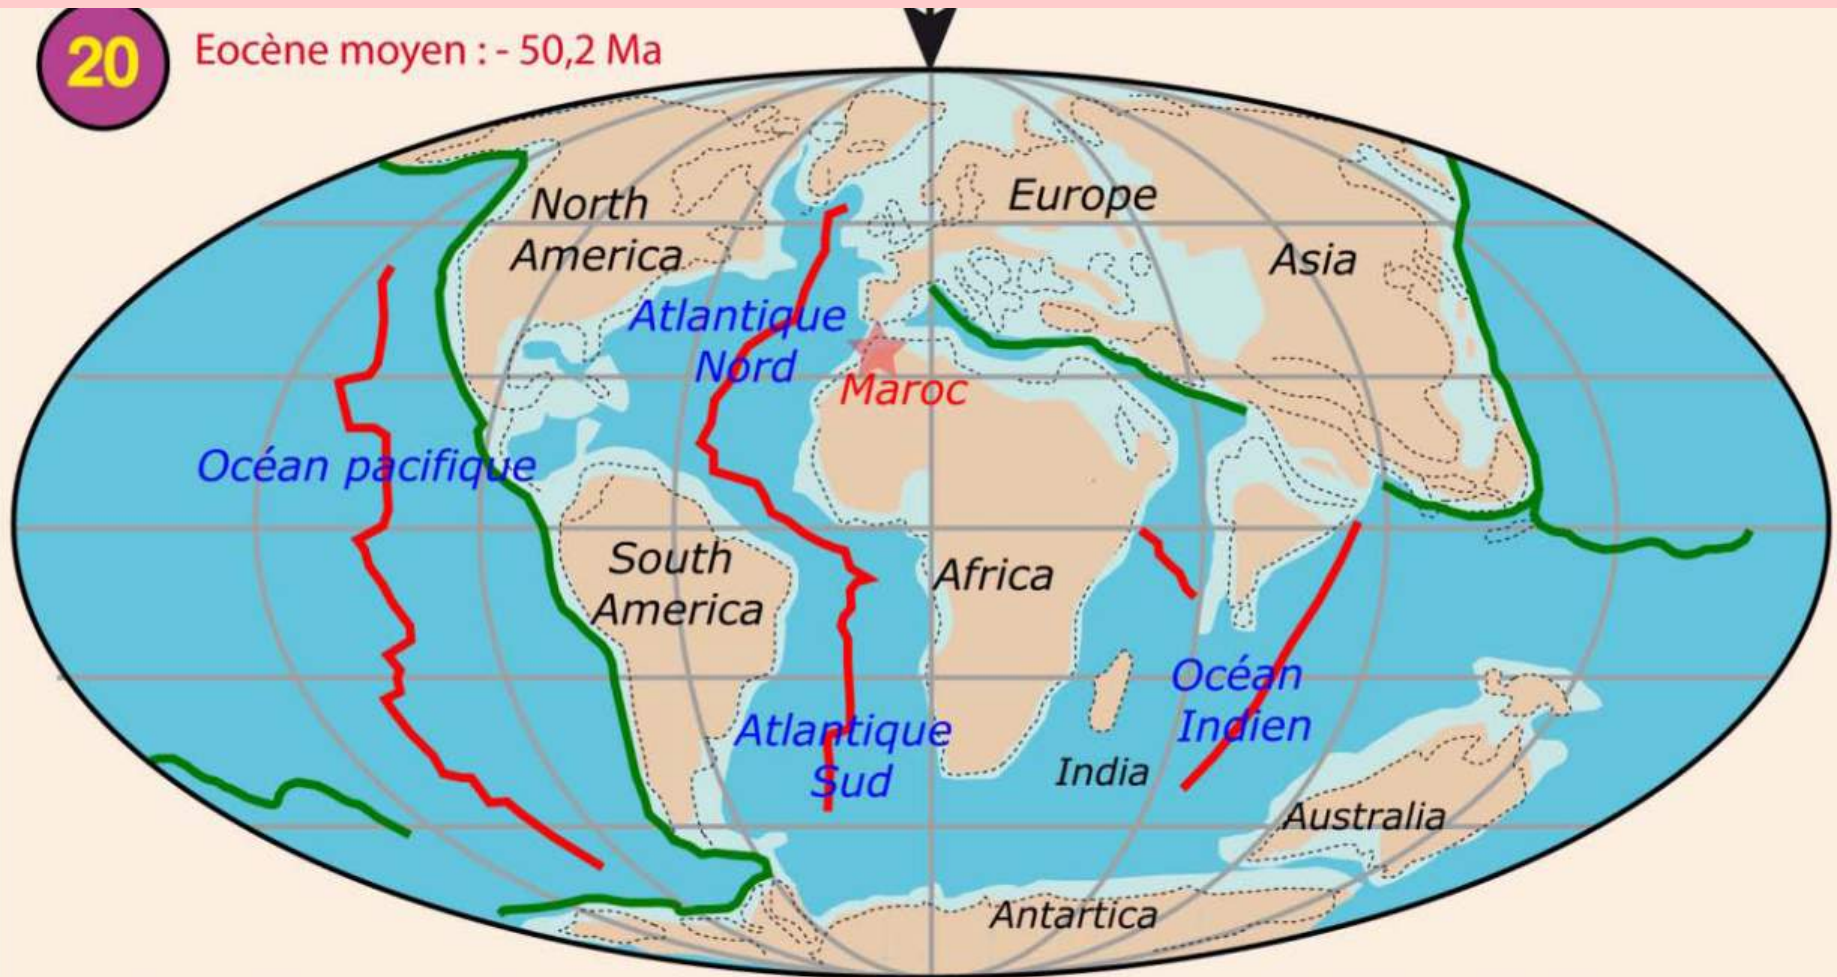 20
Eocène moyen : - 50,2 Ma
North
America
Europe
Asia
Atlantique
Nord
Maroc
Océan pacifique
South
America
Africa
Océan
Indien
Atlantique
Sud
India
Australia
Antartica